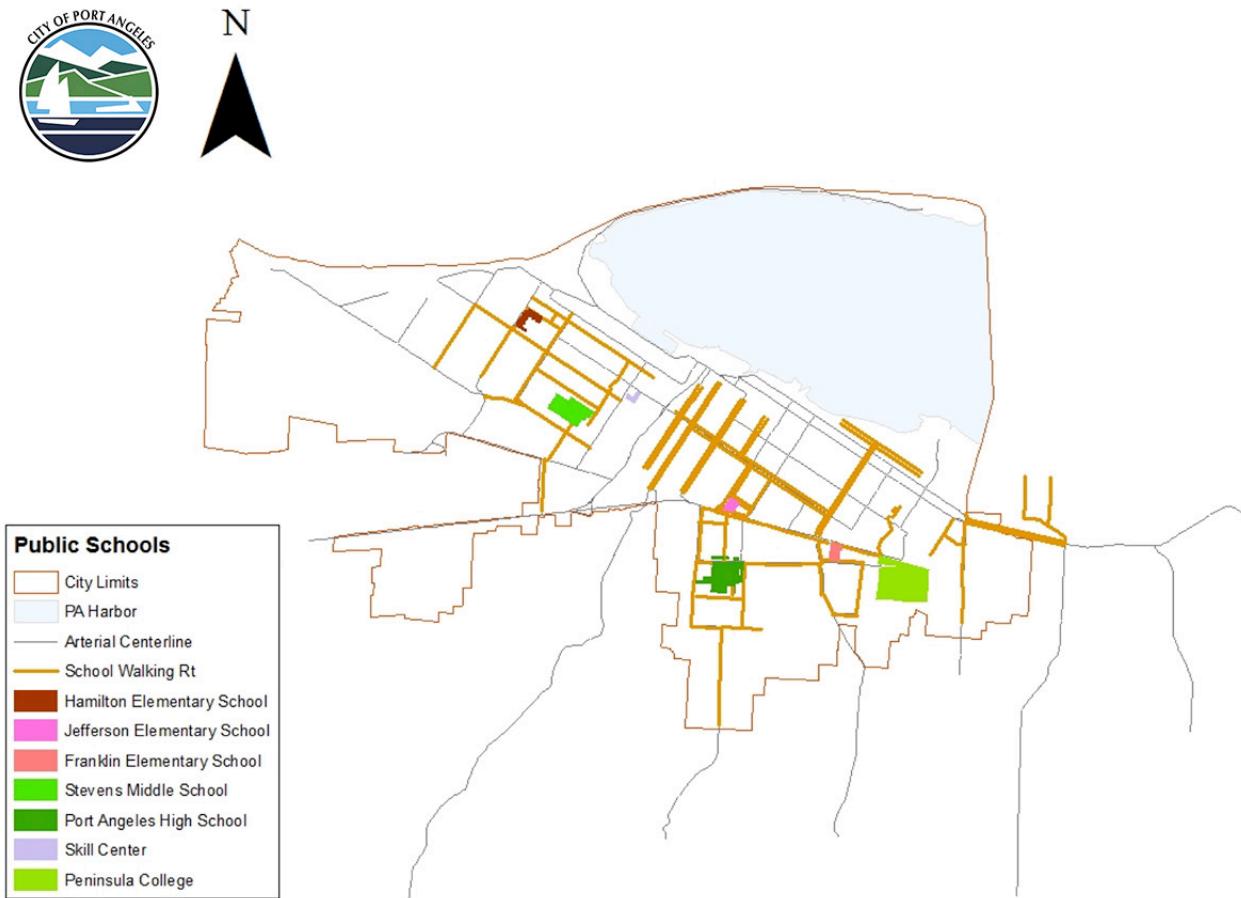 CITY OF PORT ANGELES
N
Public Schools
City Limits
PA Harbor
Arterial Centerline
School Walking Rt
Hamilton Elementary School
Jefferson Elementary School
Franklin Elementary School
Stevens Middle School
Port Angeles High School
Skill Center
Peninsula College